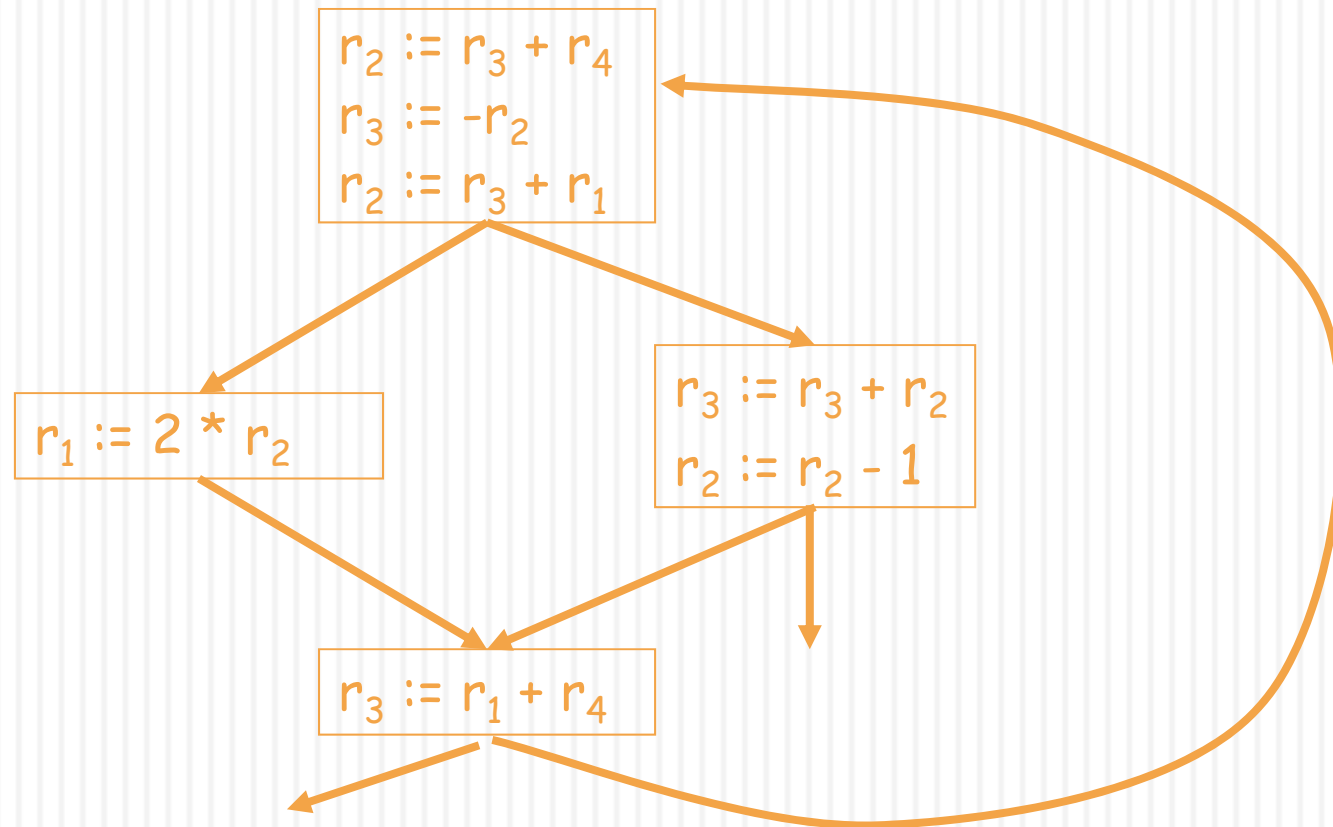 r₂ := r₃ + r₄
r₃ := -r₂
r₂ := r₃ + r₁
r₁ := 2 * r₂
r₃ := r₃ + r₂
r₂ := r₂ - 1
r₃ := r₁ + r₄